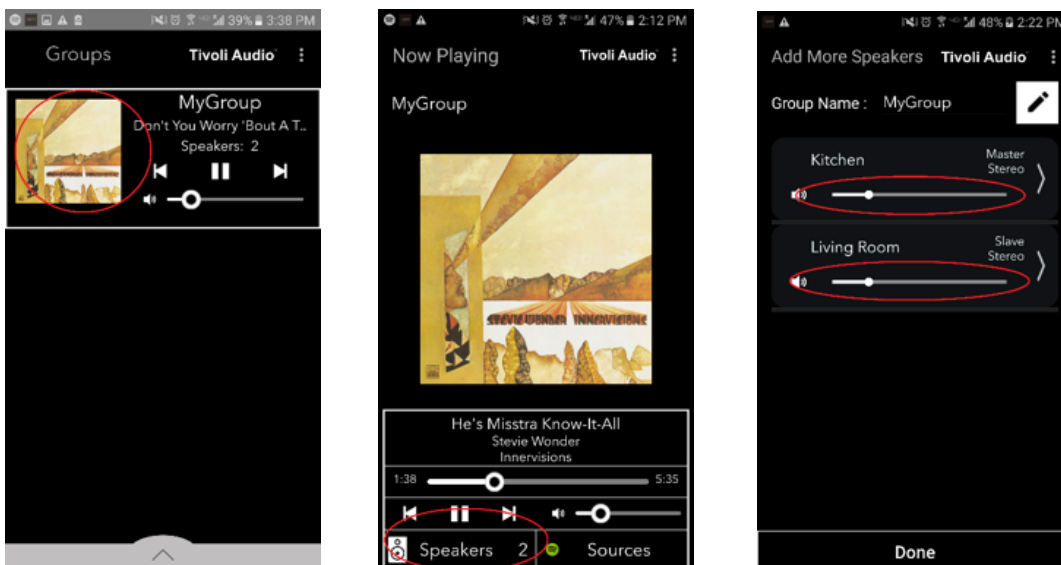 39% 3:38 PM
Groups Tivoli Audio
MyGroup
Don't You Worry 'Bout A T..
Speakers: 2
47% 2:12 PM
Now Playing Tivoli Audio
MyGroup
STEVIE WONDER INNERVISIONS
He's Misstra Know-It-All
Stevie Wonder
Innervisions
1:38 5:35
Speakers 2 Sources
48% 2:22 PM
Add More Speakers Tivoli Audio
Group Name : MyGroup
Kitchen Master
Stereo
Living Room Slave
Stereo
Done